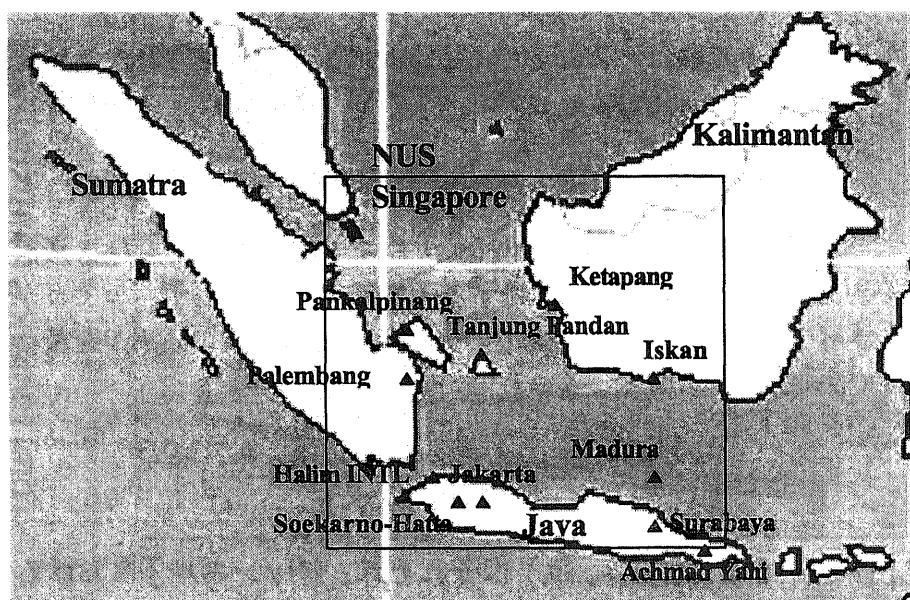 Kalimantan
NUS
Sumatra
Singapore
Ketapang
Pankalpinang
Tanjung Pandan
Iskan
Palembang
Madura
Halim INTL
Jakarta
Soekarno-Hatta
Java
Surabaya
Achmad Yani